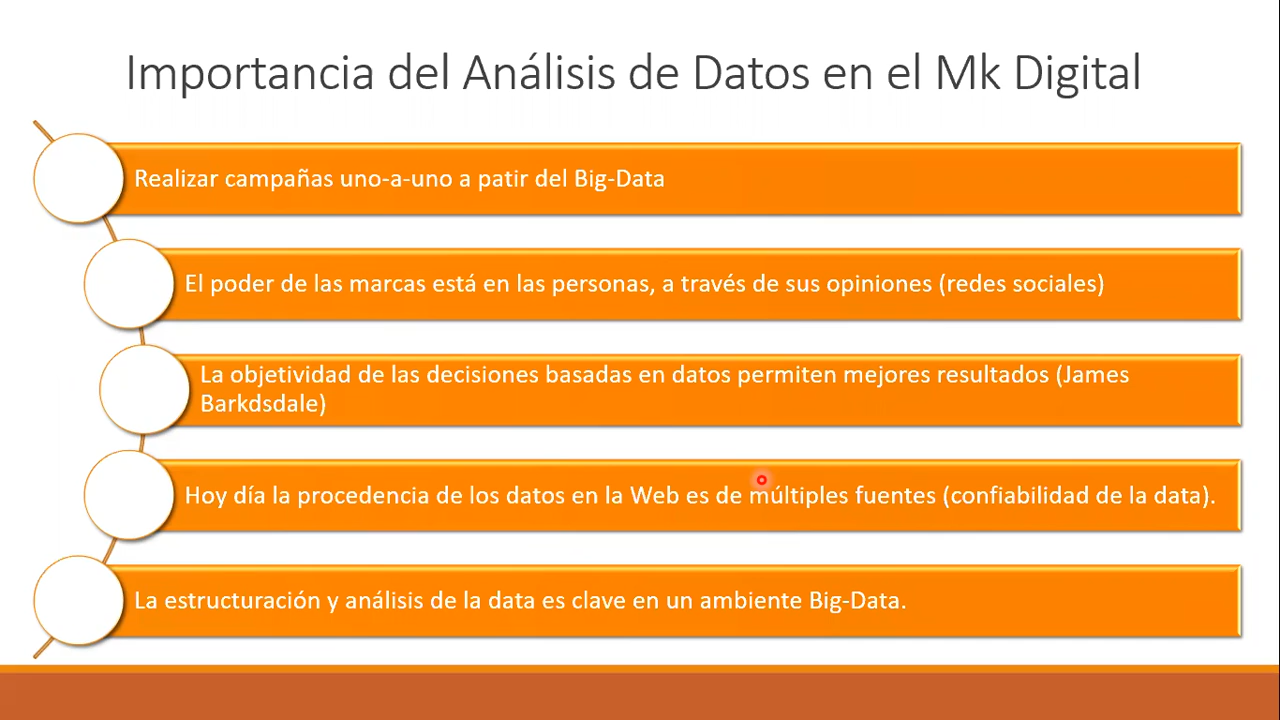 Importancia del Análisis de Datos en el Mk Digital
Realizar campañas uno-a-uno a patir del Big-Data
El poder de las marcas está en las personas, a través de sus opiniones (redes sociales)
La objetividad de las decisiones basadas en datos permiten mejores resultados (James
Barkdsdale)
Hoy día la procedencia de los datos en la Web es de múltiples fuentes (confiabilidad de la data).
La estructuración y análisis de la data es clave en un ambiente Big-Data.